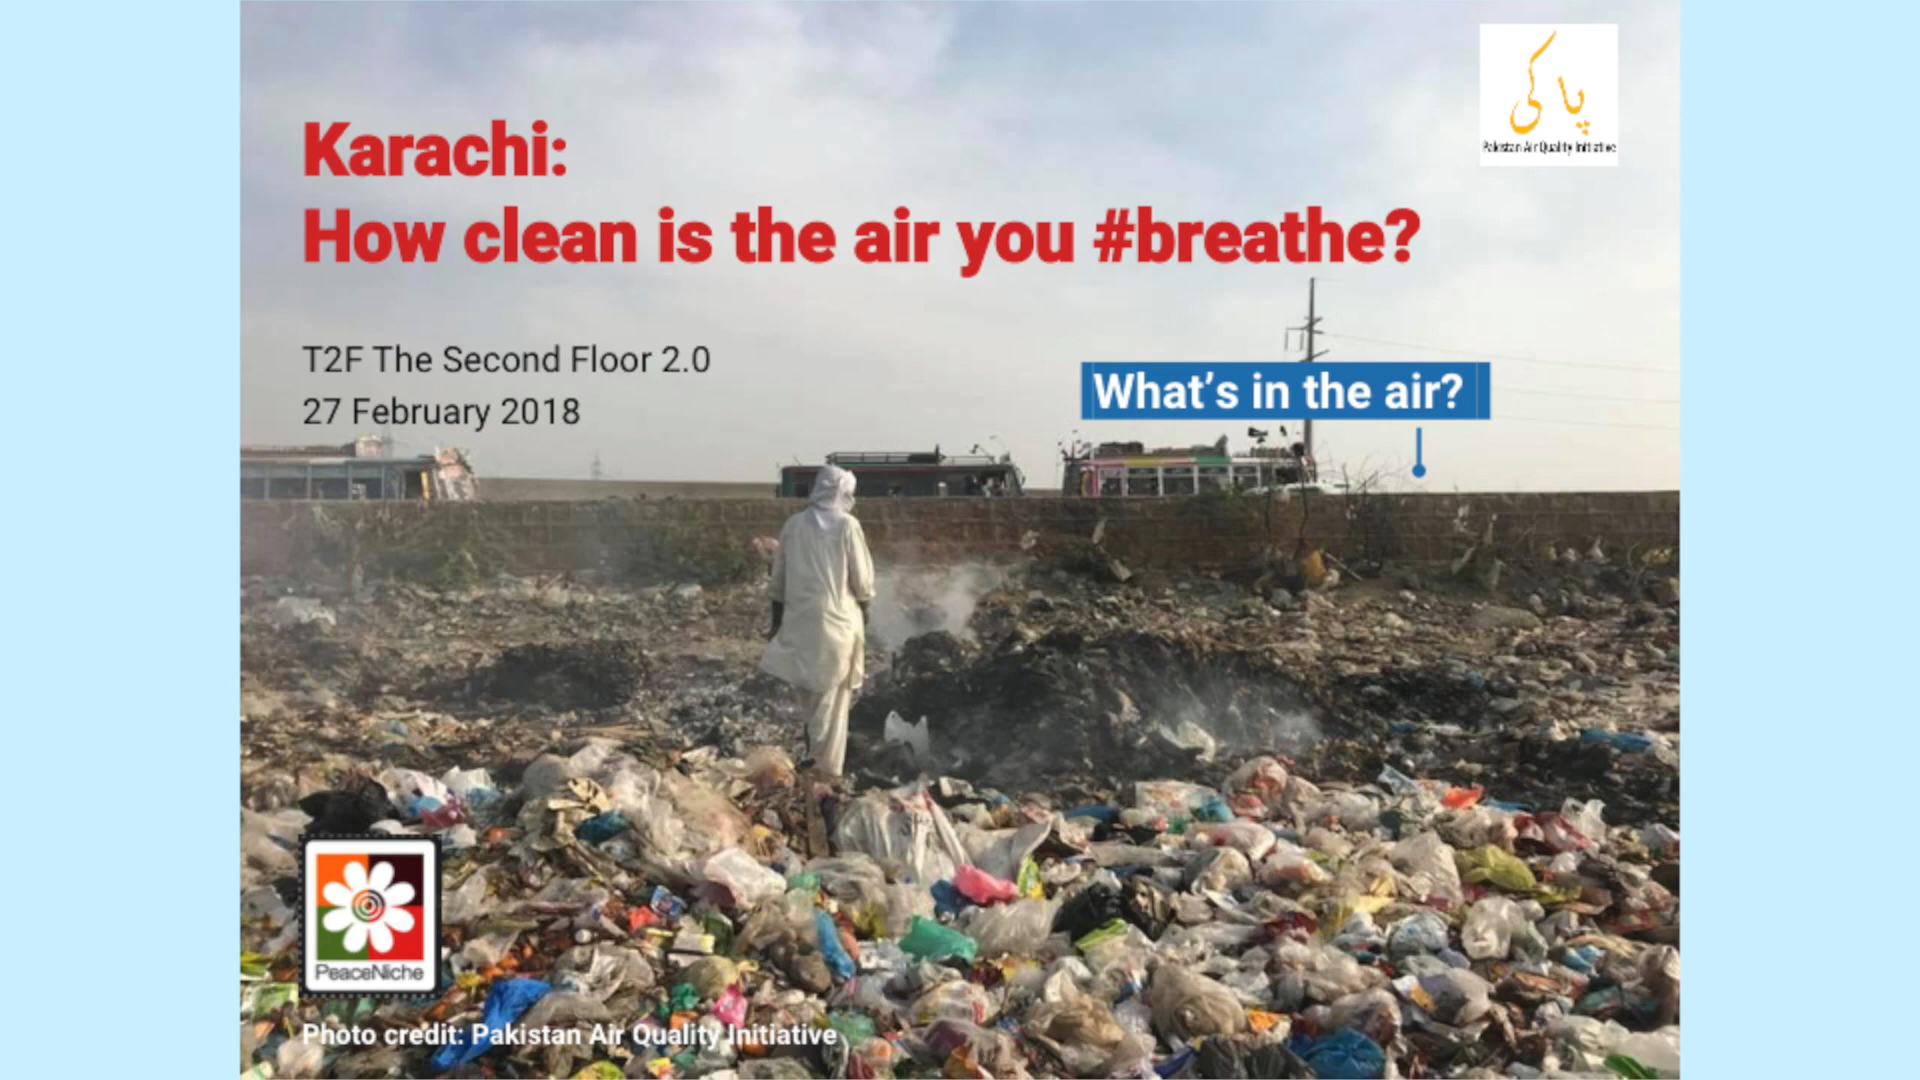 پاکی
Pakistan Air Quality Initiative
Karachi:
How clean is the air you #breathe?
T2F The Second Floor 2.0
27 February 2018
What's in the air?
PeaceNiche
Photo credit: Pakistan Air Quality Initiative